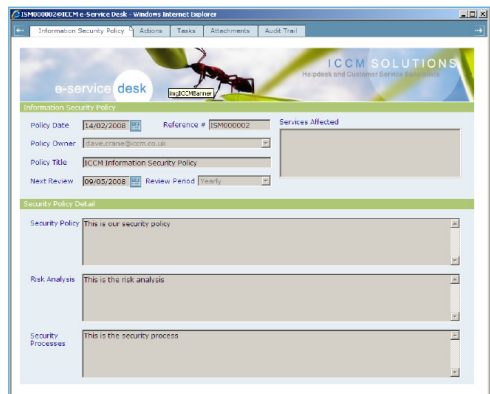 ISM000002@ICCM e-Service Desk - Windows Internet Explorer
Information Security Policy Actions Tasks Attachments Audit Trail
ICCM SOLUTIONS
Helpdesk and Customer Service Specialists
e-service desk
imgICCMBanner
Information Security Policy
Policy Date 14/02/2008 Reference # ISM000002 Services Affected
Policy Owner dave.crane@iccm.co.uk
Policy Title ICCM Information Security Policy
Next Review 09/05/2008 Review Period Yearly
Security Policy Detail
Security Policy This is our security policy
Risk Analysis This is the risk analysis
Security Processes This is the security process